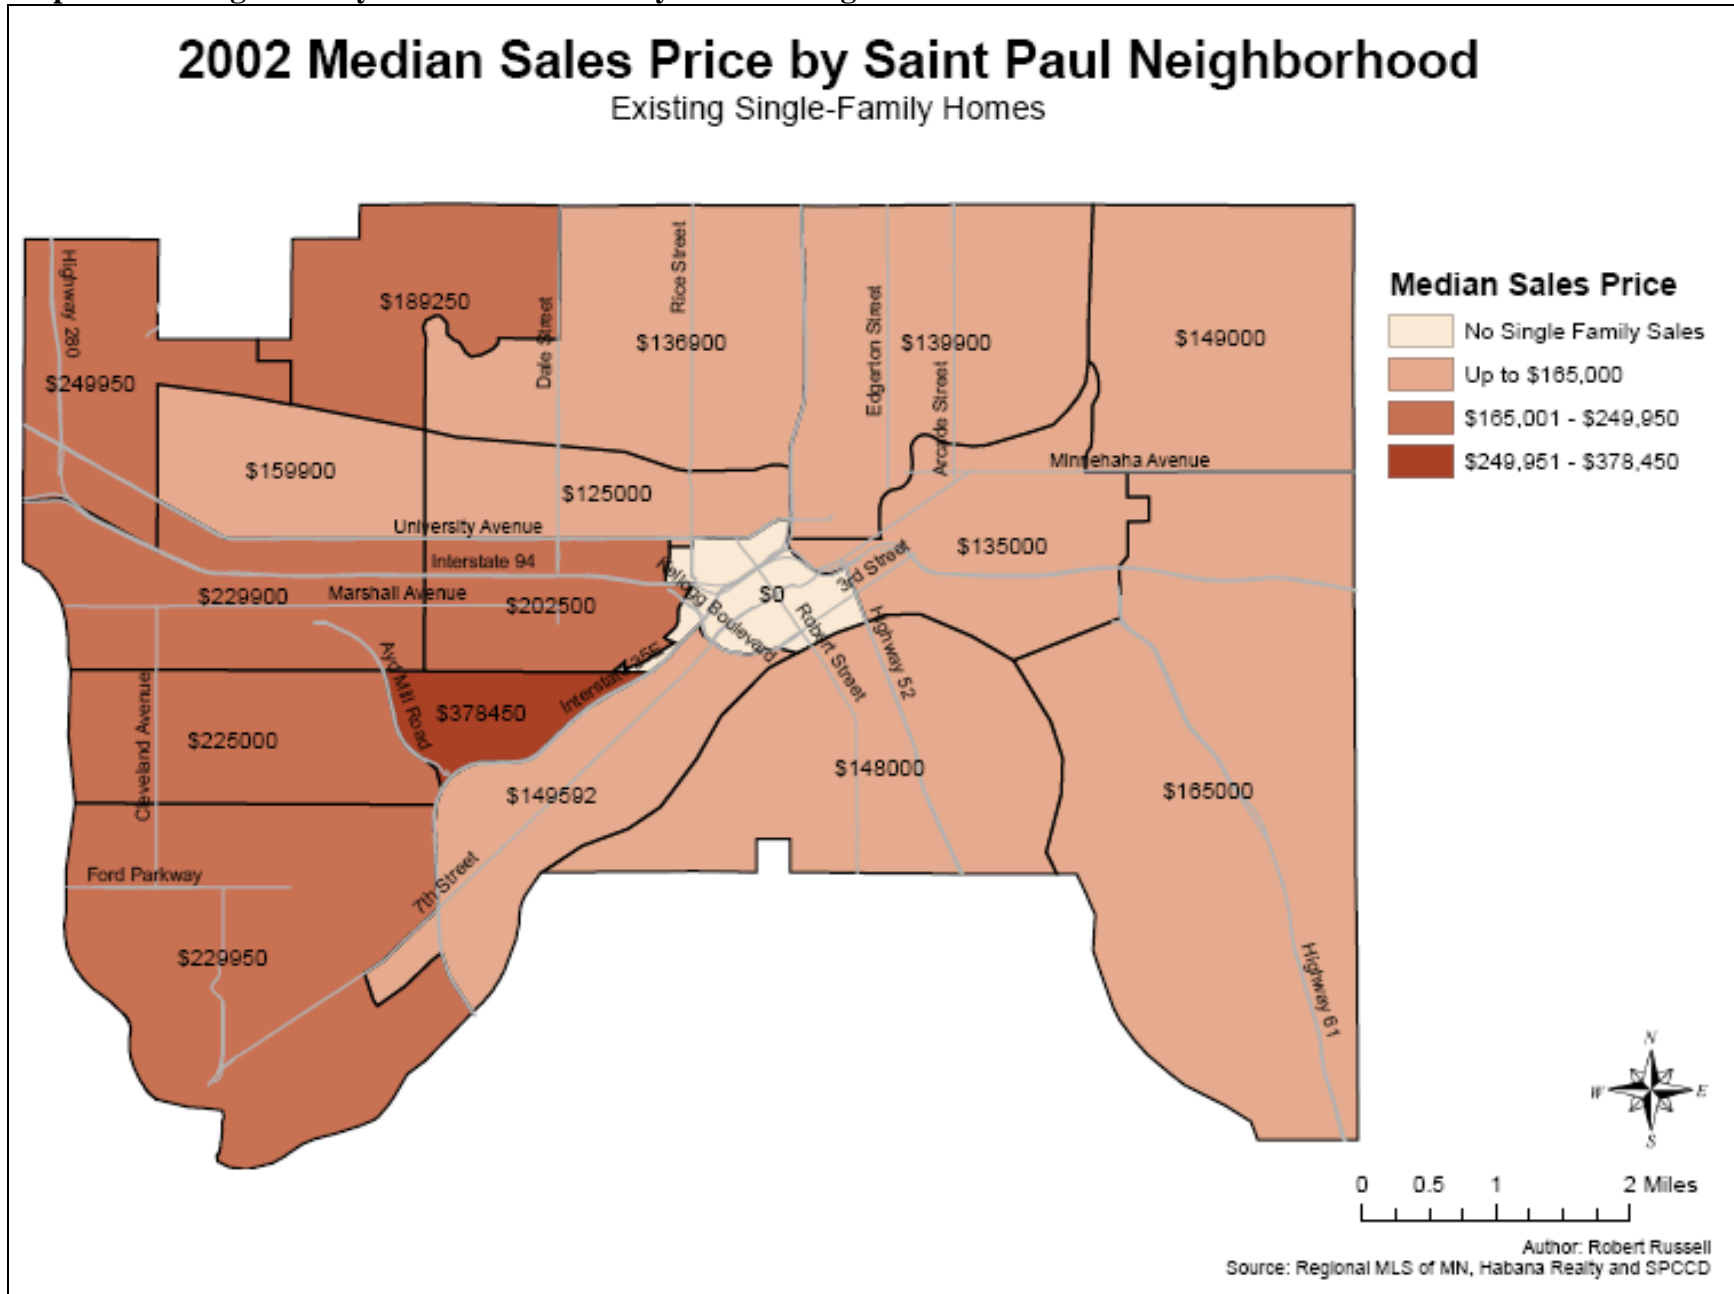 2002 Median Sales Price by Saint Paul Neighborhood
Existing Single-Family Homes
Highway 280
$189250
Dale Street
Rice Street
$136900
Edgerton Street
$139900
Arcade Street
$149000
$249950
$159900
$125000
Minnehaha Avenue
University Avenue
Interstate 94
$135000
3rd Street
$229900
Marshall Avenue
$202500
Kellogg Boulevard
$0
Robert Street
Highway 52
Interstate 35E
Ayd Mill Road
Cleveland Avenue
$378450
$225000
$149592
$148000
$165000
Ford Parkway
7th Street
$229950
Highway 61
Median Sales Price
No Single Family Sales
Up to $165,000
$165,001 - $249,950
$249,951 - $378,450
N
W E
S
0 0.5 1 2 Miles
Author: Robert Russell
Source: Regional MLS of MN, Habana Realty and SPCCD